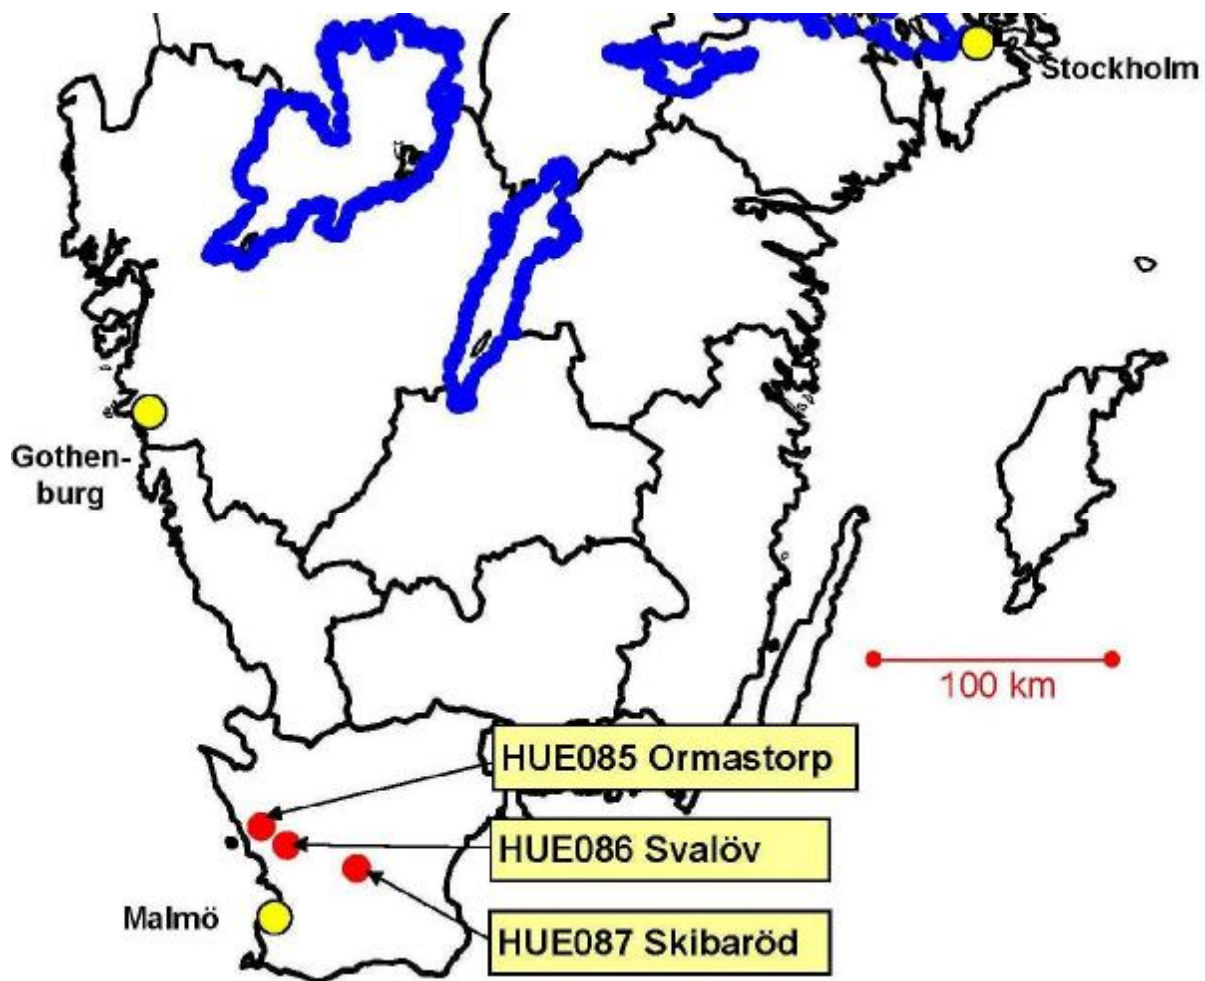 Stockholm
Gothen-
burg
100 km
HUE085 Ormastorp
HUE086 Svalöv
Malmö
HUE087 Skibaröd